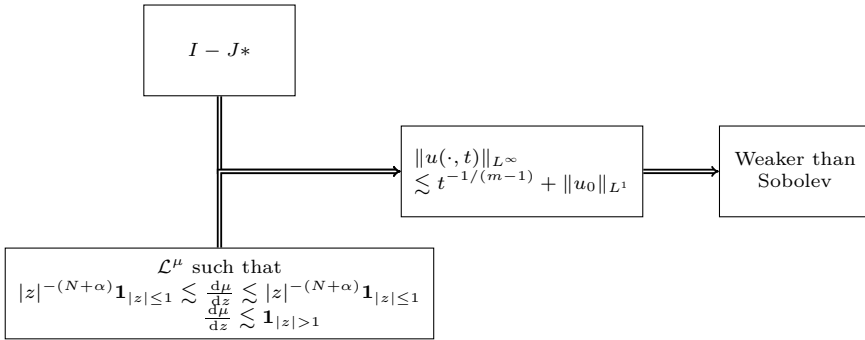 I − J∗
‖u(·, t)‖_{L^∞}
≲ t^{−1/(m−1)} + ‖u_0‖_{L^1}
Weaker than
Sobolev
𝓛^μ such that
|z|^{−(N+α)} 𝟏_{|z|≤1} ≲ dμ/dz ≲ |z|^{−(N+α)} 𝟏_{|z|≤1}
dμ/dz ≲ 𝟏_{|z|>1}